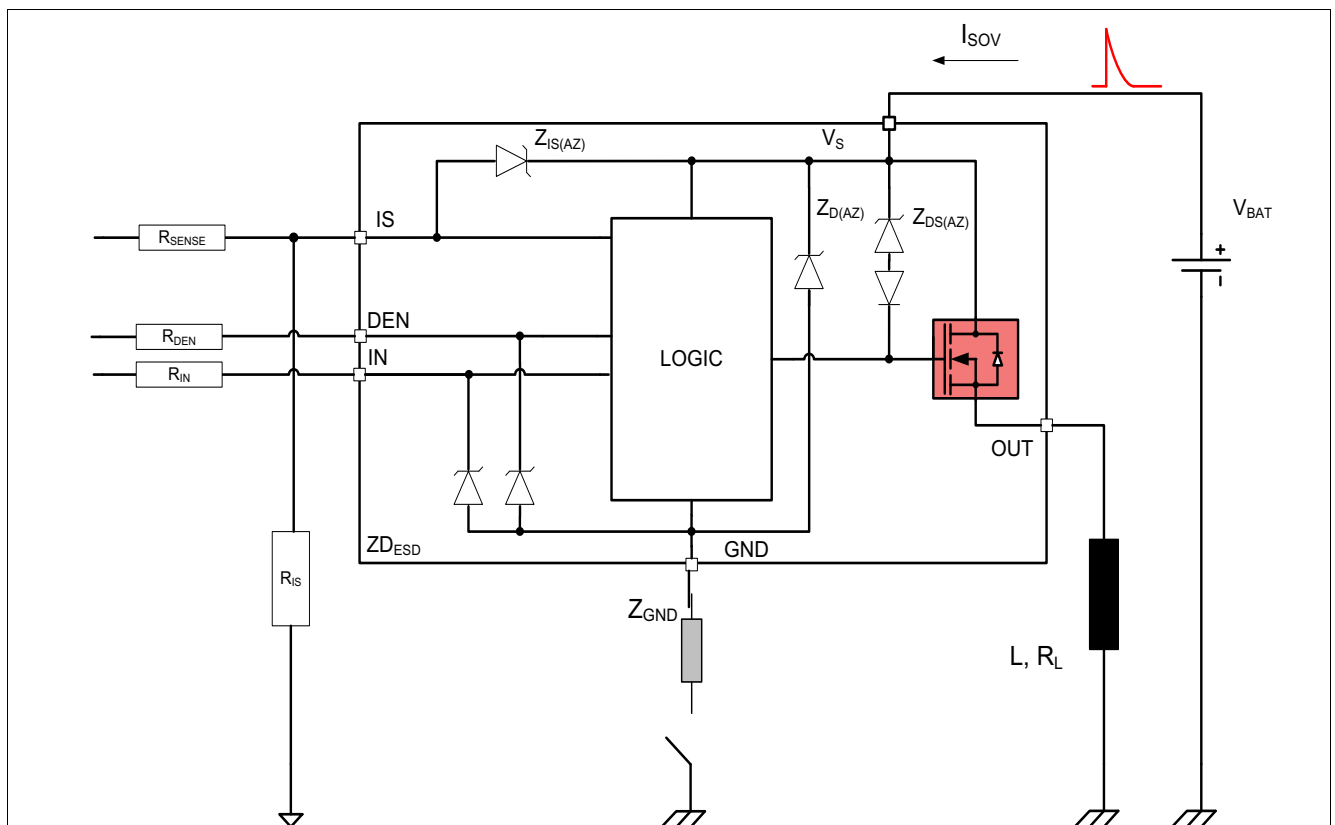 I_SOV
Z_IS(AZ)
V_S
Z_D(AZ)
Z_DS(AZ)
V_BAT
+
IS
R_SENSE
DEN
R_DEN
IN
R_IN
LOGIC
OUT
ZD_ESD
GND
R_IS
Z_GND
L, R_L